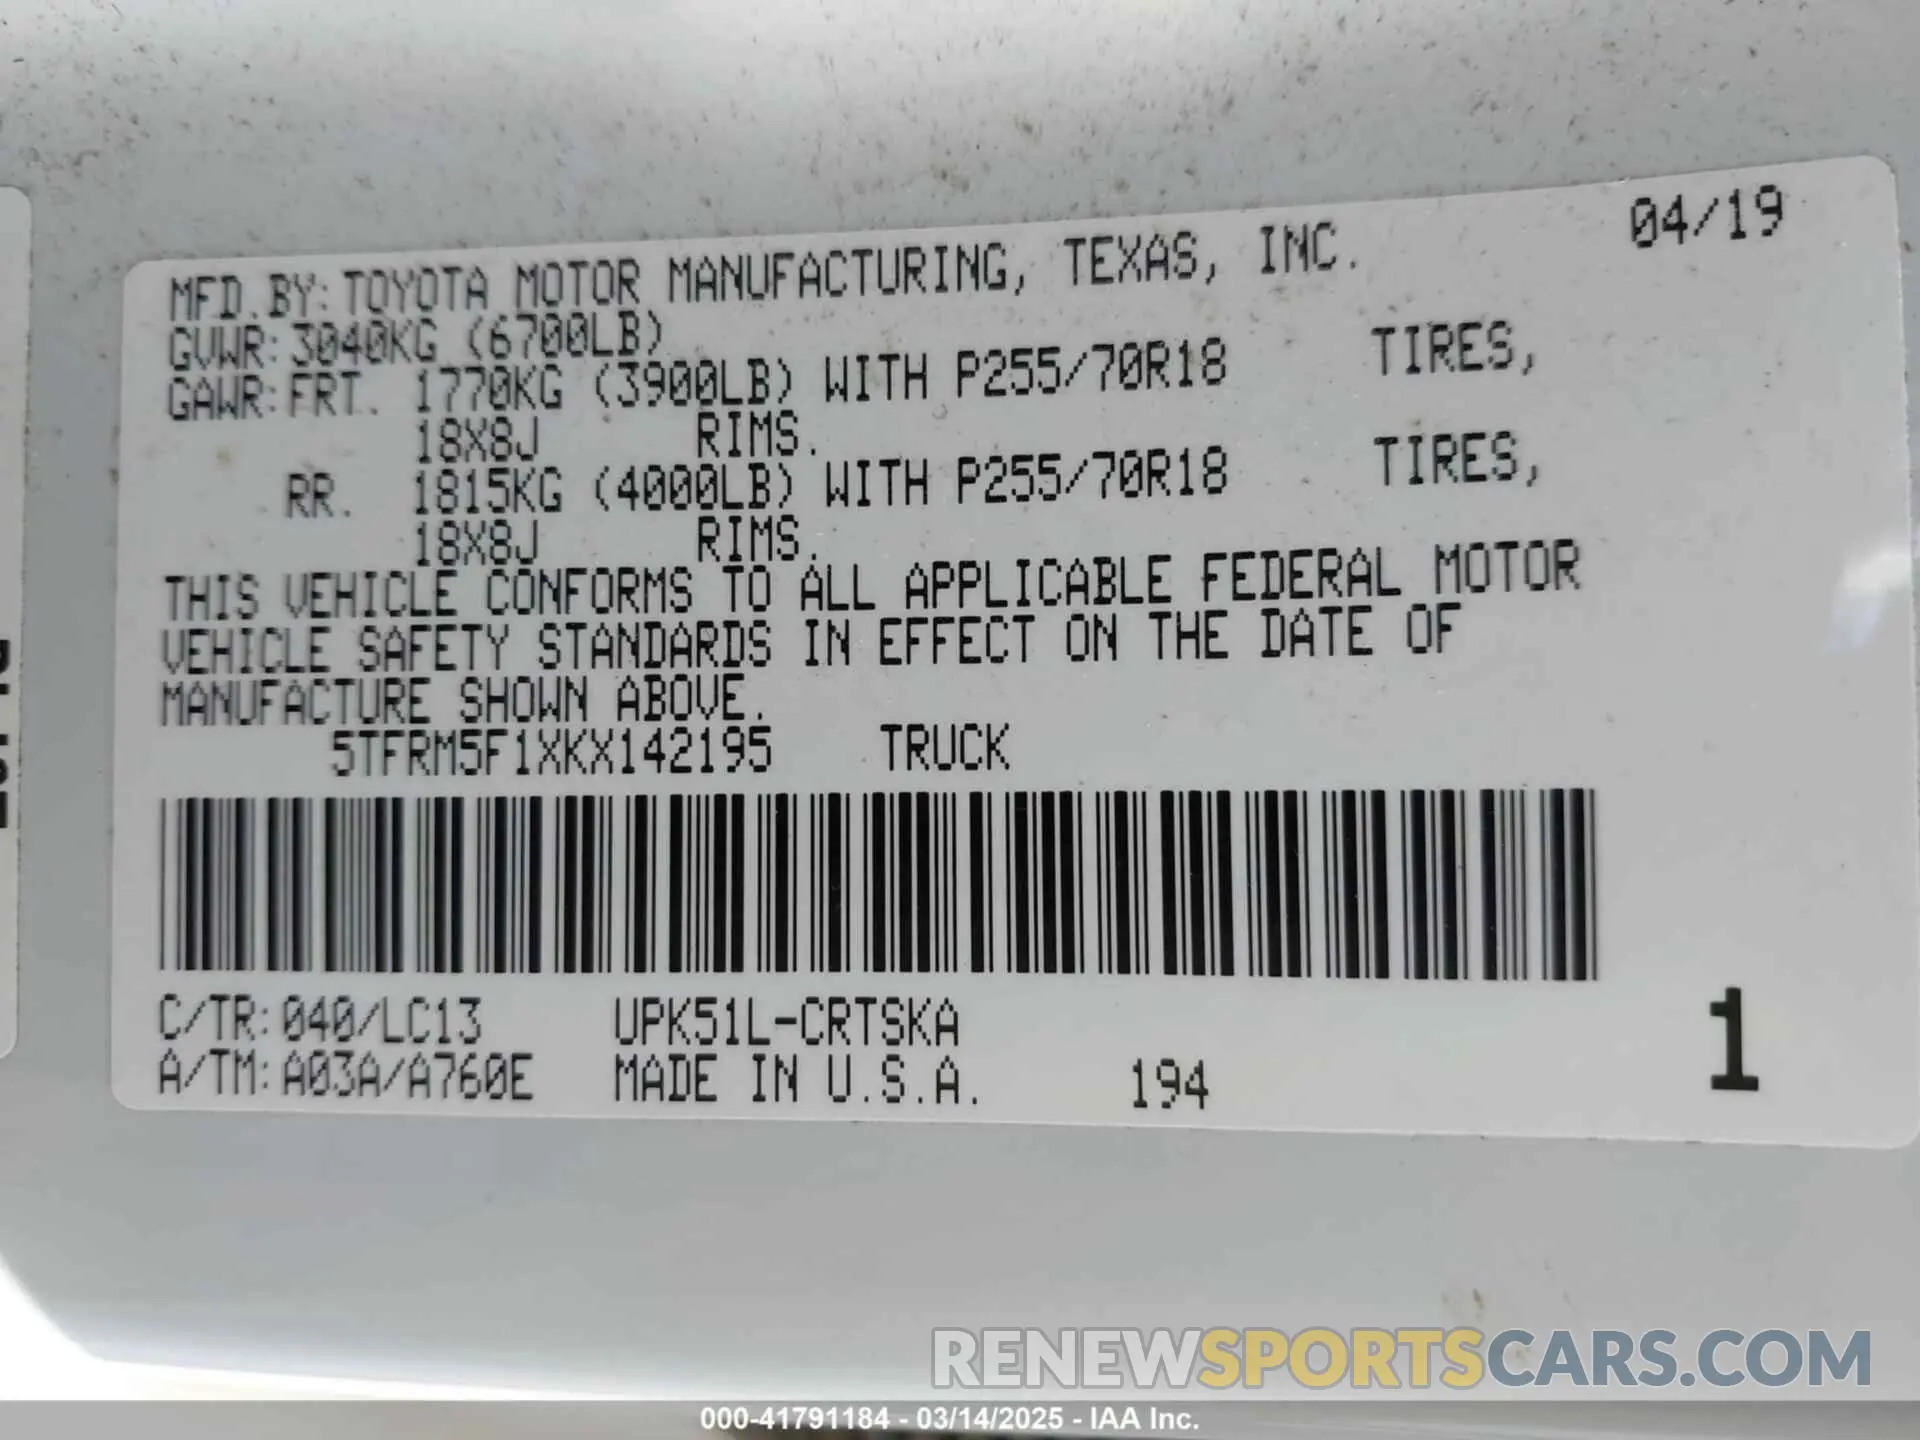 04/19
MFD.BY:TOYOTA MOTOR MANUFACTURING, TEXAS, INC.
GVWR:3040KG (6700LB)
GAWR:FRT. 1770KG (3900LB) WITH P255/70R18 TIRES,
18X8J RIMS.
RR. 1815KG (4000LB) WITH P255/70R18 TIRES,
18X8J RIMS.
THIS VEHICLE CONFORMS TO ALL APPLICABLE FEDERAL MOTOR
VEHICLE SAFETY STANDARDS IN EFFECT ON THE DATE OF
MANUFACTURE SHOWN ABOVE.
5TFRM5F1XKX142195 TRUCK
C/TR:040/LC13 UPK51L-CRTSKA
A/TM:A03A/A760E MADE IN U.S.A. 194
1
RENEWSPORTSCARS.COM
000-41791184 - 03/14/2025 - IAA Inc.